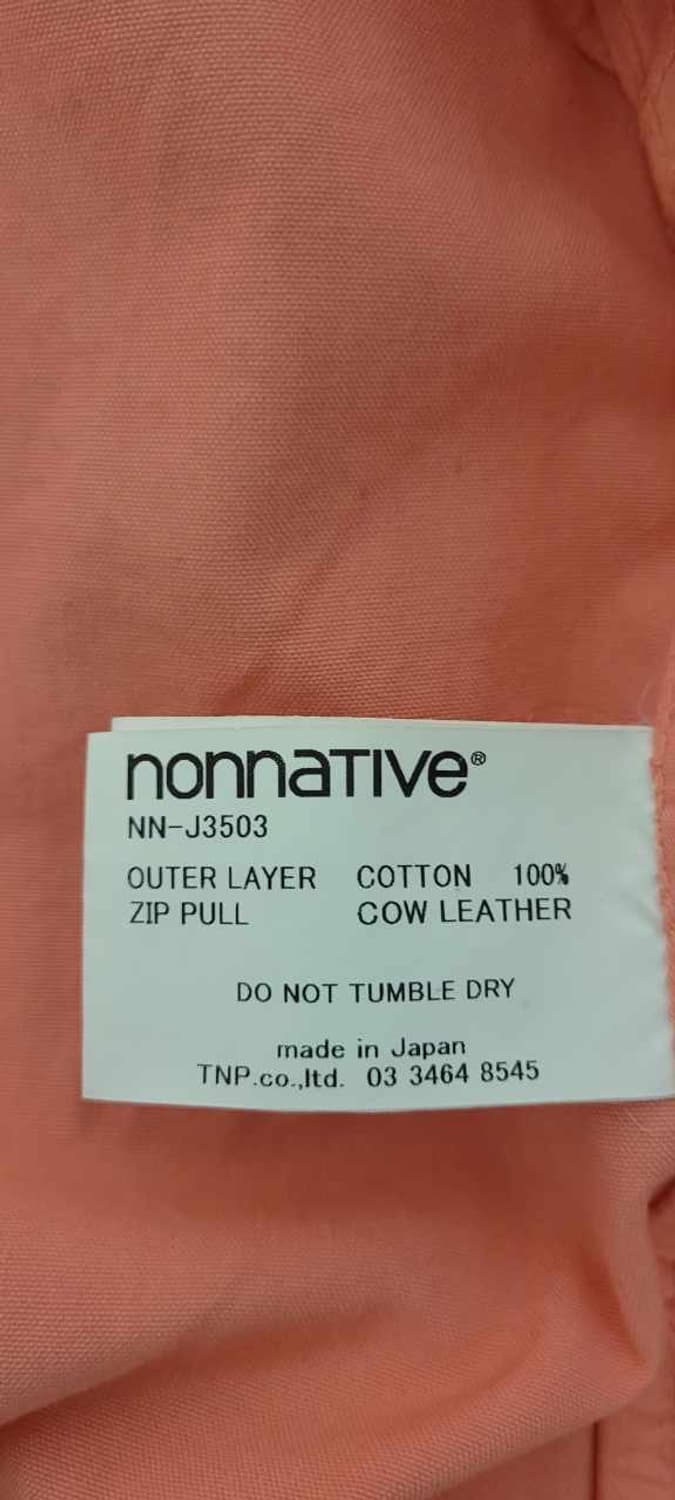 nonnative®
NN-J3503
OUTER LAYER COTTON 100%
ZIP PULL COW LEATHER
DO NOT TUMBLE DRY
made in Japan
TNP.co.,ltd. 03 3464 8545